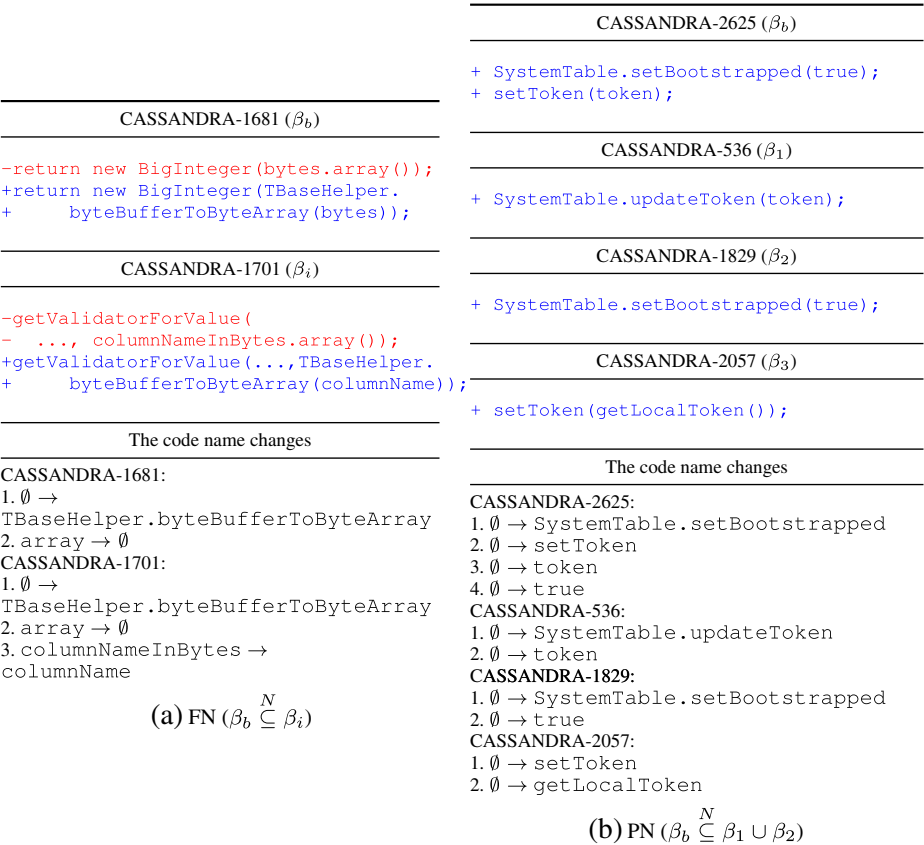 CASSANDRA-1681 (βb)
-return new BigInteger(bytes.array());
+return new BigInteger(TBaseHelper.
+     byteBufferToByteArray(bytes));
CASSANDRA-1701 (βi)
-getValidatorForValue(
-  ..., columnNameInBytes.array());
+getValidatorForValue(...,TBaseHelper.
+     byteBufferToByteArray(columnName));
The code name changes
CASSANDRA-1681:
1. ∅ →
TBaseHelper.byteBufferToByteArray
2. array → ∅
CASSANDRA-1701:
1. ∅ →
TBaseHelper.byteBufferToByteArray
2. array → ∅
3. columnNameInBytes →
columnName
(a) FN (βb ⊆N βi)
CASSANDRA-2625 (βb)
+ SystemTable.setBootstrapped(true);
+ setToken(token);
CASSANDRA-536 (β1)
+ SystemTable.updateToken(token);
CASSANDRA-1829 (β2)
+ SystemTable.setBootstrapped(true);
CASSANDRA-2057 (β3)
+ setToken(getLocalToken());
The code name changes
CASSANDRA-2625:
1. ∅ → SystemTable.setBootstrapped
2. ∅ → setToken
3. ∅ → token
4. ∅ → true
CASSANDRA-536:
1. ∅ → SystemTable.updateToken
2. ∅ → token
CASSANDRA-1829:
1. ∅ → SystemTable.setBootstrapped
2. ∅ → true
CASSANDRA-2057:
1. ∅ → setToken
2. ∅ → getLocalToken
(b) PN (βb ⊆N β1 ∪ β2)